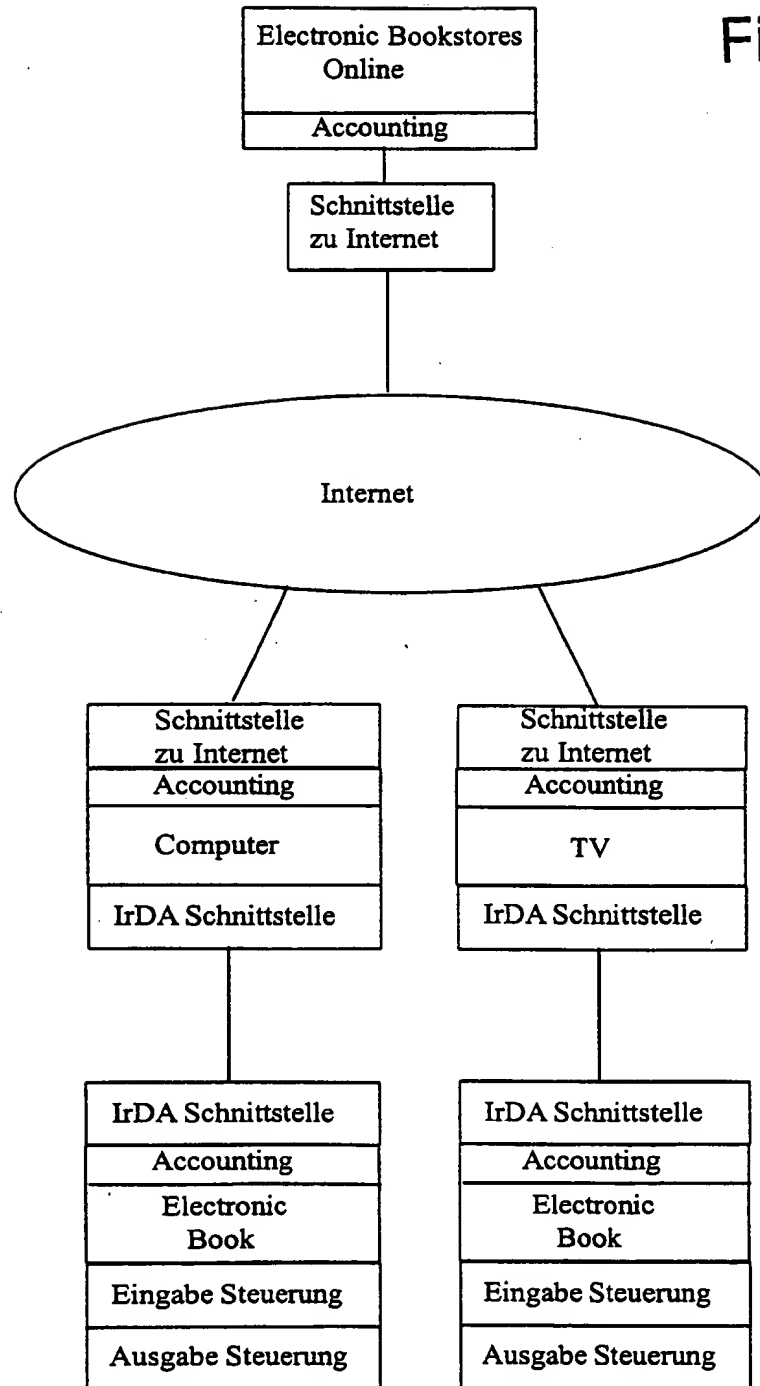 Electronic Bookstores
Online
Accounting
Schnittstelle
zu Internet
Internet
Schnittstelle
zu Internet
Accounting
Computer
IrDA Schnittstelle
Schnittstelle
zu Internet
Accounting
TV
IrDA Schnittstelle
IrDA Schnittstelle
Accounting
Electronic
Book
Eingabe Steuerung
Ausgabe Steuerung
IrDA Schnittstelle
Accounting
Electronic
Book
Eingabe Steuerung
Ausgabe Steuerung